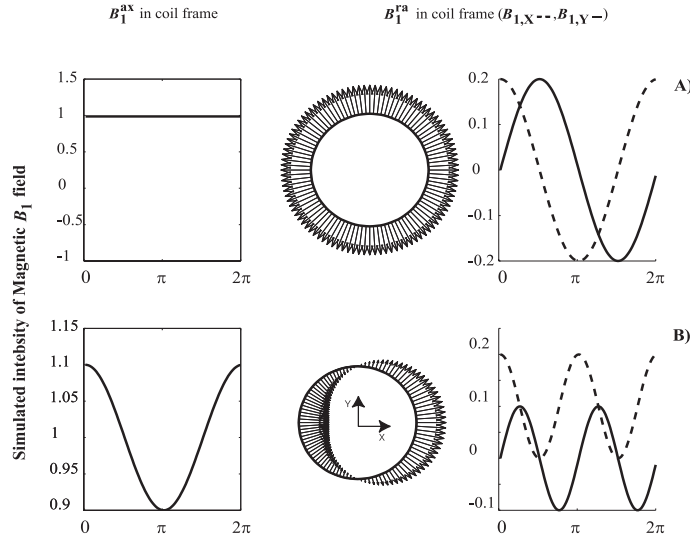 B₁ᵃˣ in coil frame
B₁ʳᵃ in coil frame (B₁,X - - , B₁,Y –)
Simulated intebsity of Magnetic B₁ field
1.5
1
0.5
0
-0.5
-1
0 π 2π
A)
0.2
0.1
0
-0.1
-0.2
0 π 2π
1.15
1.1
1.05
1
0.95
0.9
0 π 2π
Y
X
B)
0.2
0.1
0
-0.1
0 π 2π